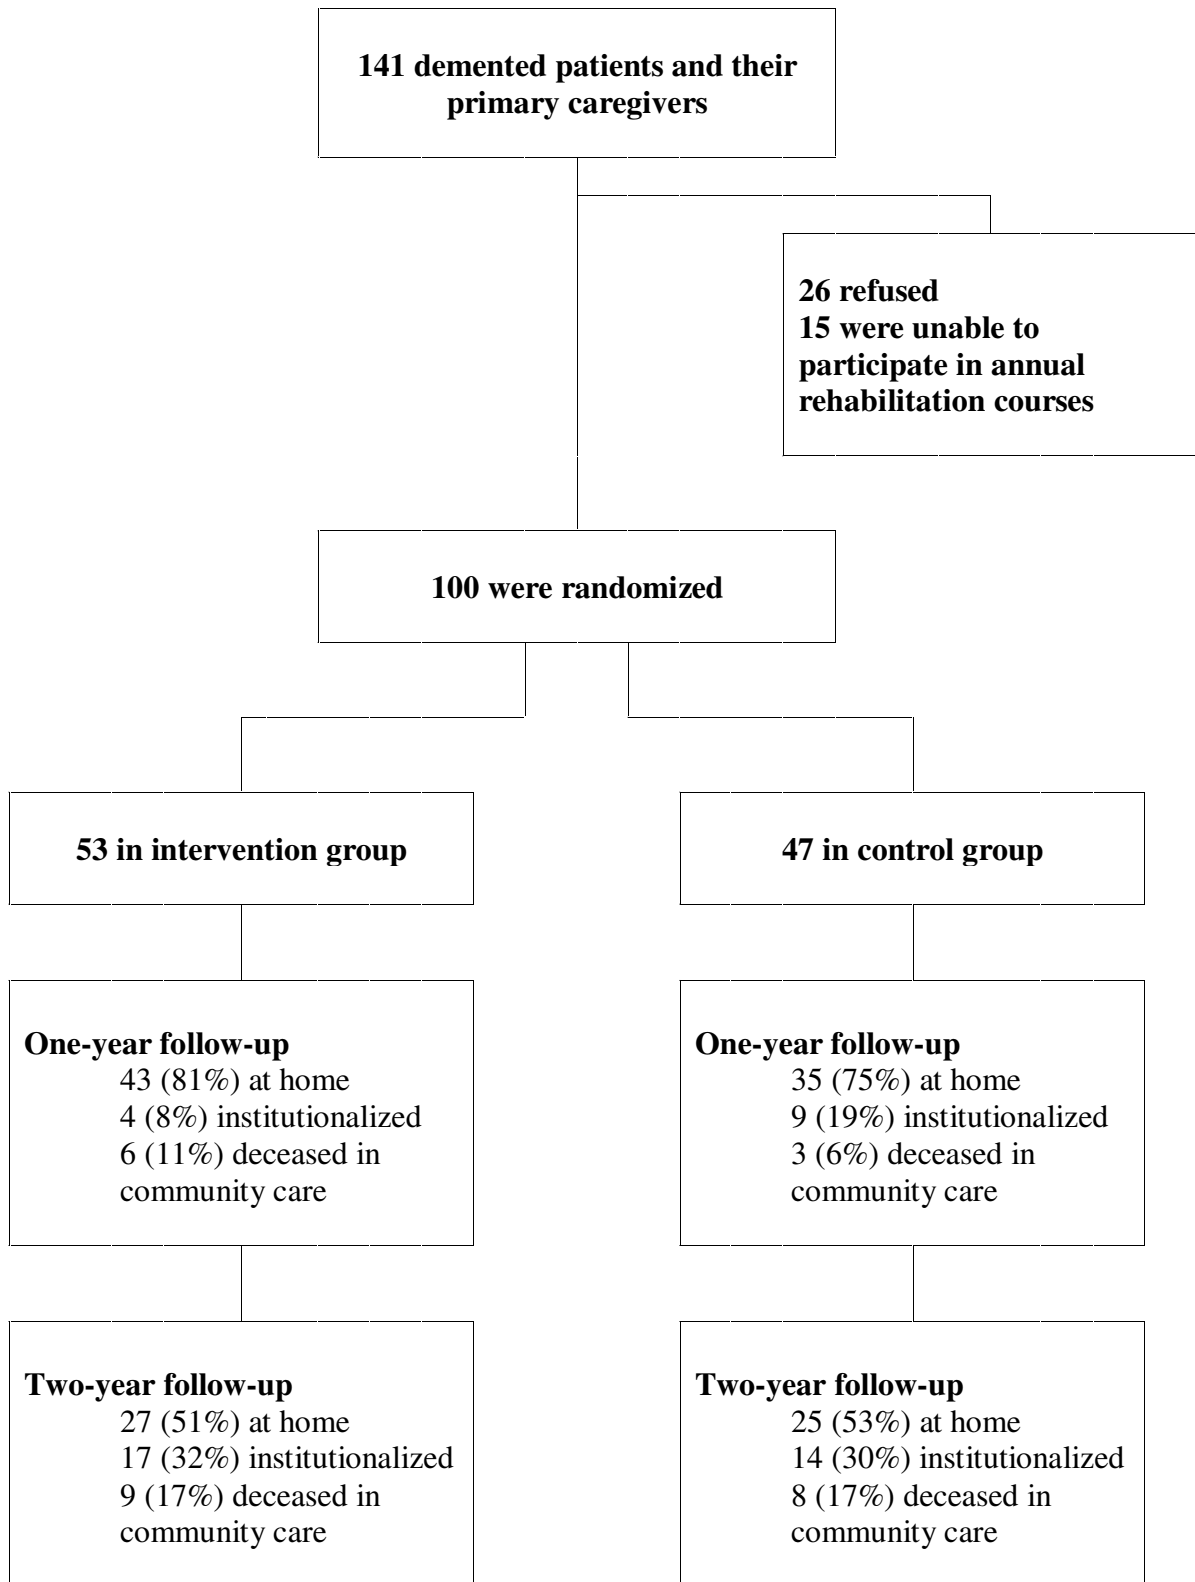 141 demented patients and their
primary caregivers
26 refused
15 were unable to
participate in annual
rehabilitation courses
100 were randomized
53 in intervention group
47 in control group
One-year follow-up
43 (81%) at home
4 (8%) institutionalized
6 (11%) deceased in
community care
One-year follow-up
35 (75%) at home
9 (19%) institutionalized
3 (6%) deceased in
community care
Two-year follow-up
27 (51%) at home
17 (32%) institutionalized
9 (17%) deceased in
community care
Two-year follow-up
25 (53%) at home
14 (30%) institutionalized
8 (17%) deceased in
community care